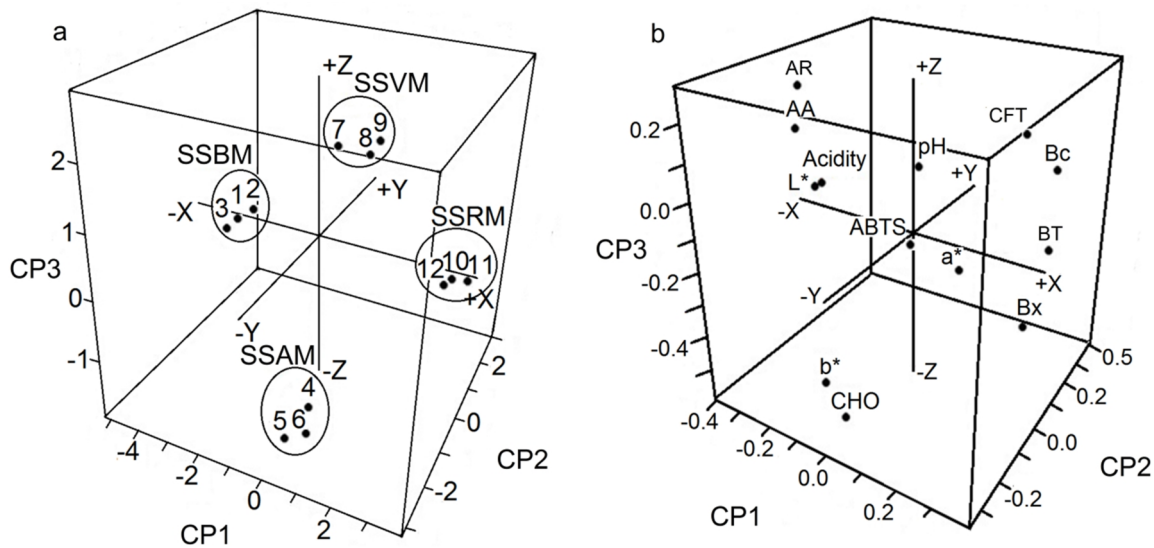 a
+Z
SSVM
7 8 9
SSBM
3 1 2
-X
+Y
SSRM
12 10 11
+X
-Y
SSAM
-Z
4
5 6
CP3
2
1
0
-1
-4
-2
0
2
CP1
2
0
-2
CP2
b
AR
+Z
AA
CFT
pH
Bc
Acidity
L*
+Y
-X
ABTS
BT
a*
+X
-Y
Bx
-Z
b*
CHO
CP3
0.2
0.0
-0.2
-0.4
-0.4
-0.2
0.0
0.2
CP1
0.5
0.2
0.0
-0.2
CP2